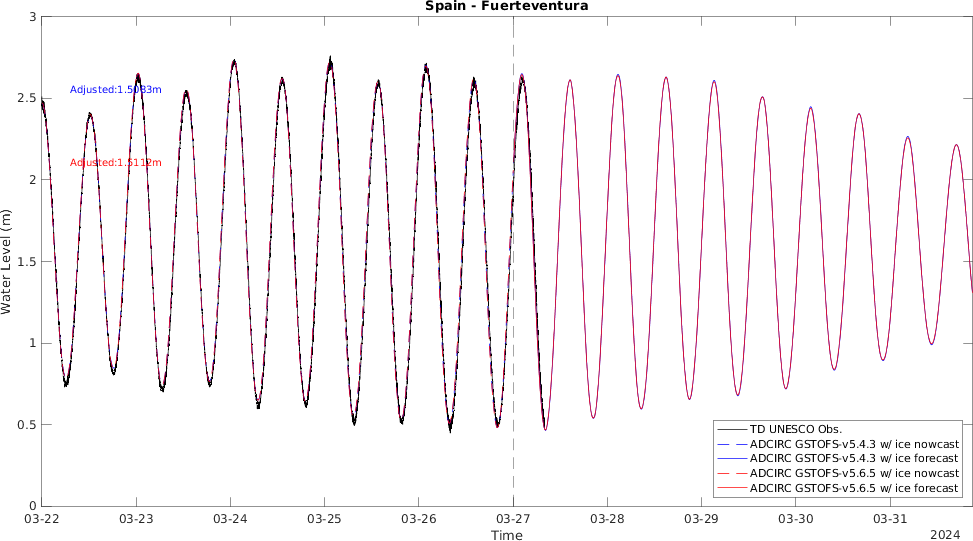 Spain - Fuerteventura
3
2.5
2
1.5
1
0.5
0
Water Level (m)
Adjusted:1.5083m
Adjusted:1.5112m
TD UNESCO Obs.
ADCIRC GSTOFS-v5.4.3 w/ ice nowcast
ADCIRC GSTOFS-v5.4.3 w/ ice forecast
ADCIRC GSTOFS-v5.6.5 w/ ice nowcast
ADCIRC GSTOFS-v5.6.5 w/ ice forecast
03-22 03-23 03-24 03-25 03-26 03-27 03-28 03-29 03-30 03-31
Time
2024